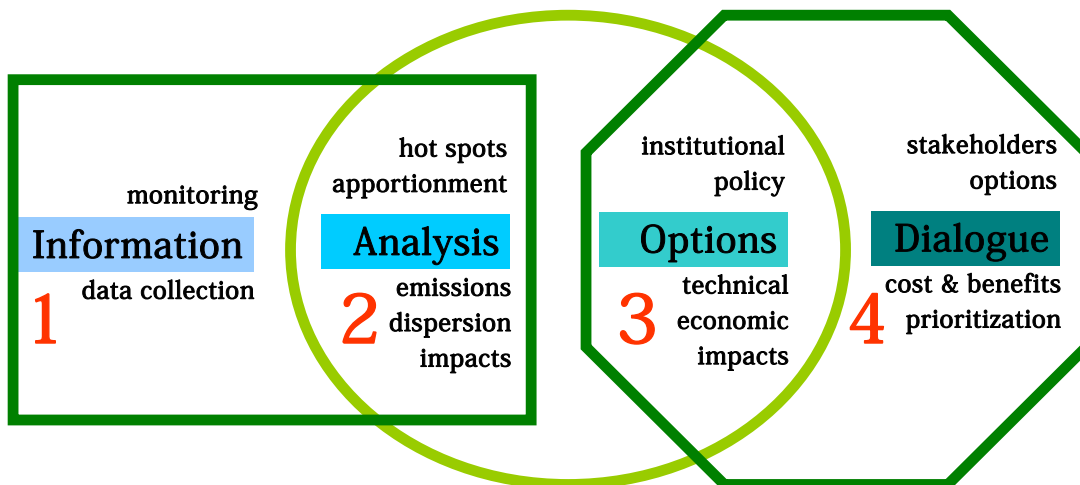 monitoring
Information
data collection
1
hot spots
apportionment
Analysis
emissions
dispersion
impacts
2
institutional
policy
Options
technical
economic
impacts
3
stakeholders
options
Dialogue
cost & benefits
prioritization
4